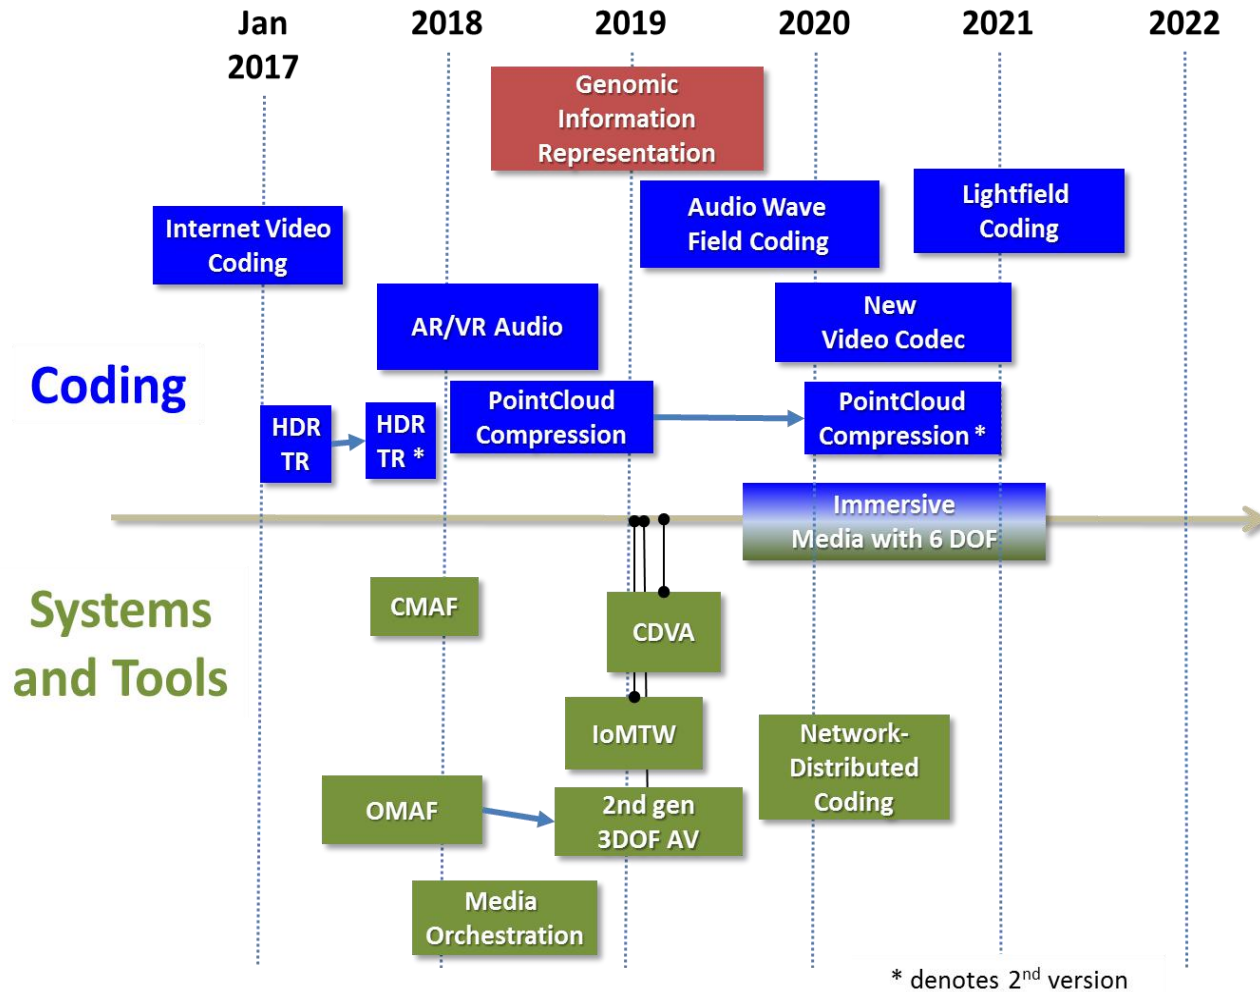 Jan
2017
2018
2019
2020
2021
2022
Genomic
Information
Representation
Internet Video
Coding
Audio Wave
Field Coding
Lightfield
Coding
AR/VR Audio
New
Video Codec
Coding
HDR
TR
HDR
TR *
PointCloud
Compression
PointCloud
Compression *
Immersive
Media with 6 DOF
Systems
and Tools
CMAF
CDVA
IoMTW
Network-
Distributed
Coding
OMAF
2nd gen
3DOF AV
Media
Orchestration
* denotes 2nd version